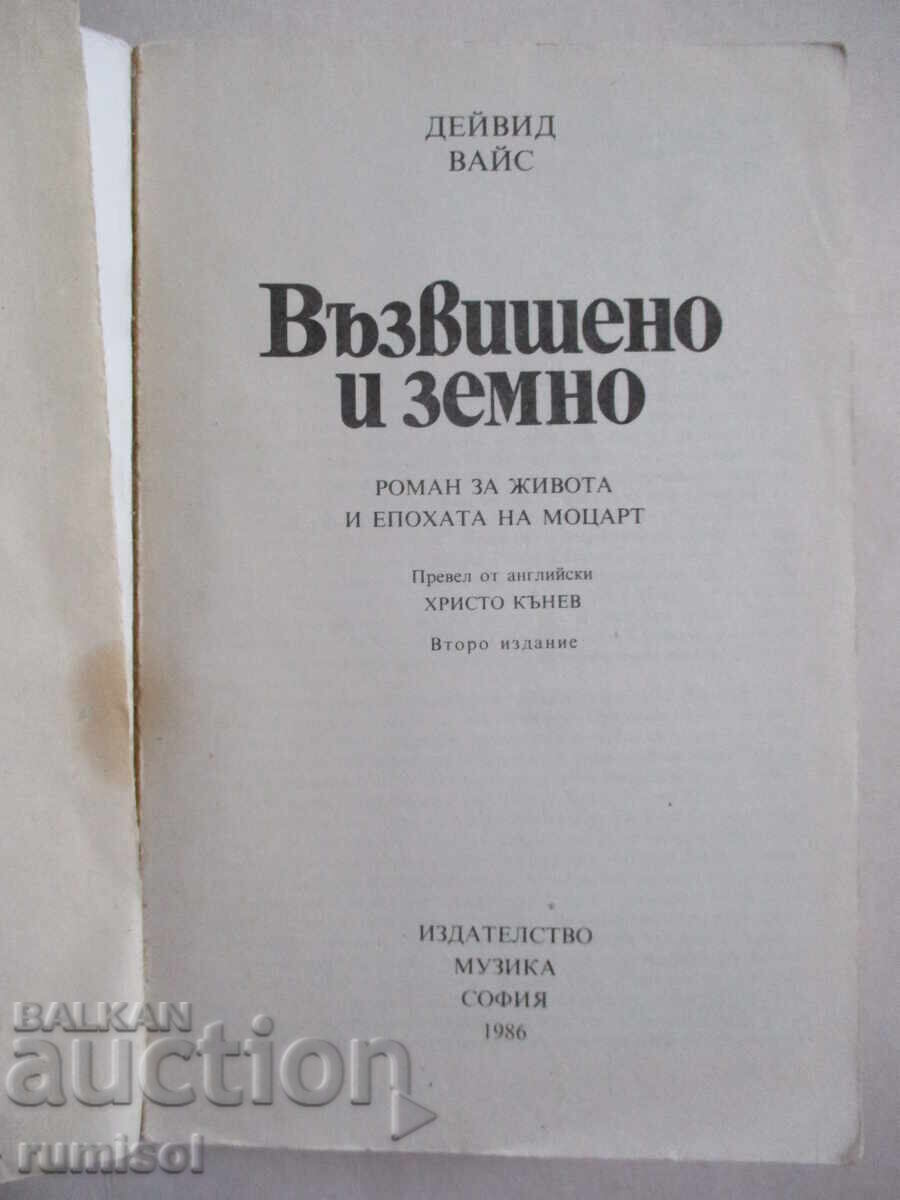 ДЕЙВИД
ВАЙС
Възвишено
и земно
РОМАН ЗА ЖИВОТА
И ЕПОХАТА НА МОЦАРТ
Превел от английски
ХРИСТО КЪНЕВ
Второ издание
ИЗДАТЕЛСТВО
МУЗИКА
СОФИЯ
1986
BALKAN
auction
rumisol